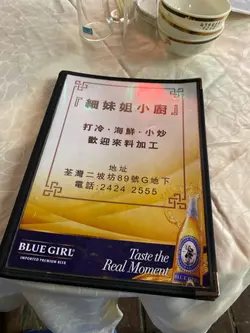 『細妹姐小廚』
打冷·海鮮·小炒
歡迎來料加工
地址
荃灣二坡坊89號G地下
電話:2424 2555
BLUE GIRL
IMPORTED PREMIUM BEER
Taste the
Real Moment